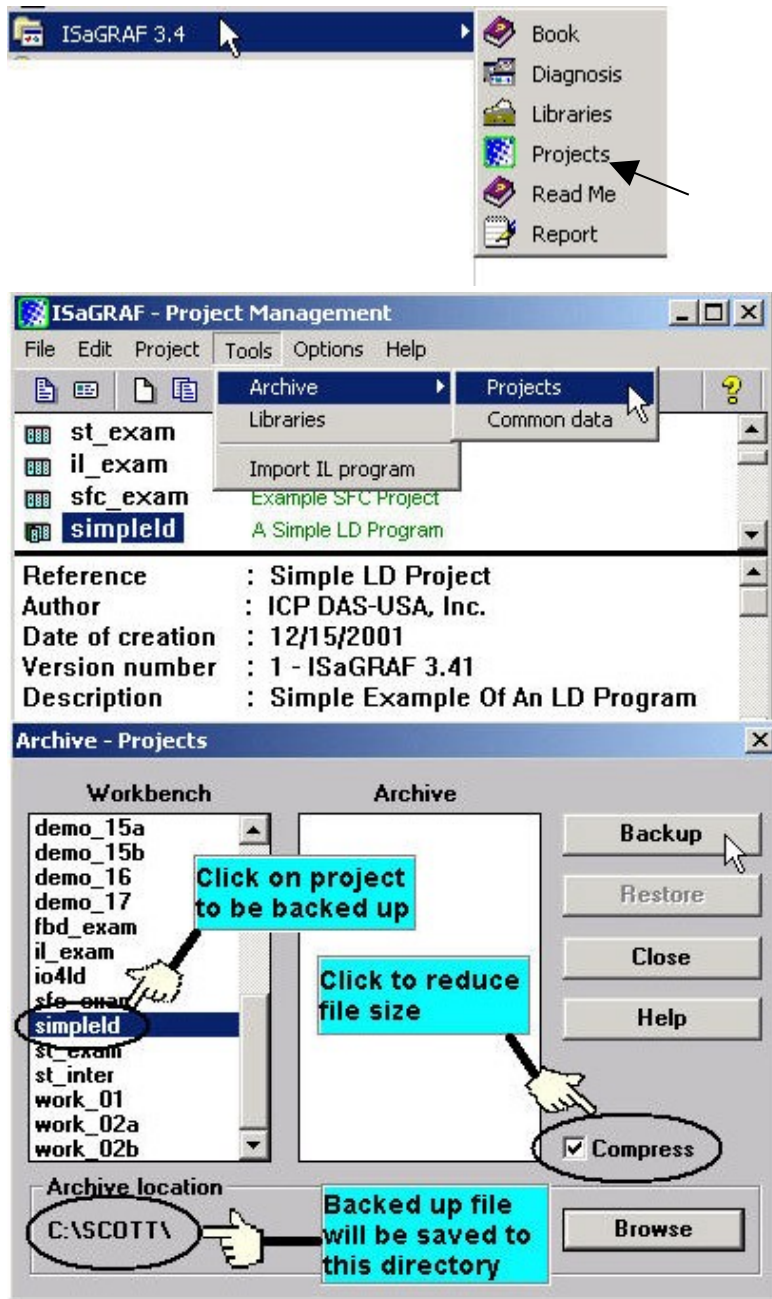 ISaGRAF 3.4
Book
Diagnosis
Libraries
Projects
Read Me
Report
ISaGRAF - Project Management
File Edit Project Tools Options Help
Archive
Libraries
Import IL program
Projects
Common data
st_exam
il_exam
sfc_exam Example SFC Project
simpleld A Simple LD Program
Reference : Simple LD Project
Author : ICP DAS-USA, Inc.
Date of creation : 12/15/2001
Version number : 1 - ISaGRAF 3.41
Description : Simple Example Of An LD Program
Archive - Projects
Workbench
demo_15a
demo_15b
demo_16
demo_17
fbd_exam
il_exam
io4ld
sfc_exam
simpleld
st_exam
st_inter
work_01
work_02a
work_02b
Click on project
to be backed up
Archive
Click to reduce
file size
Backup
Restore
Close
Help
Compress
Archive location
C:\SCOTT\
Backed up file
will be saved to
this directory
Browse